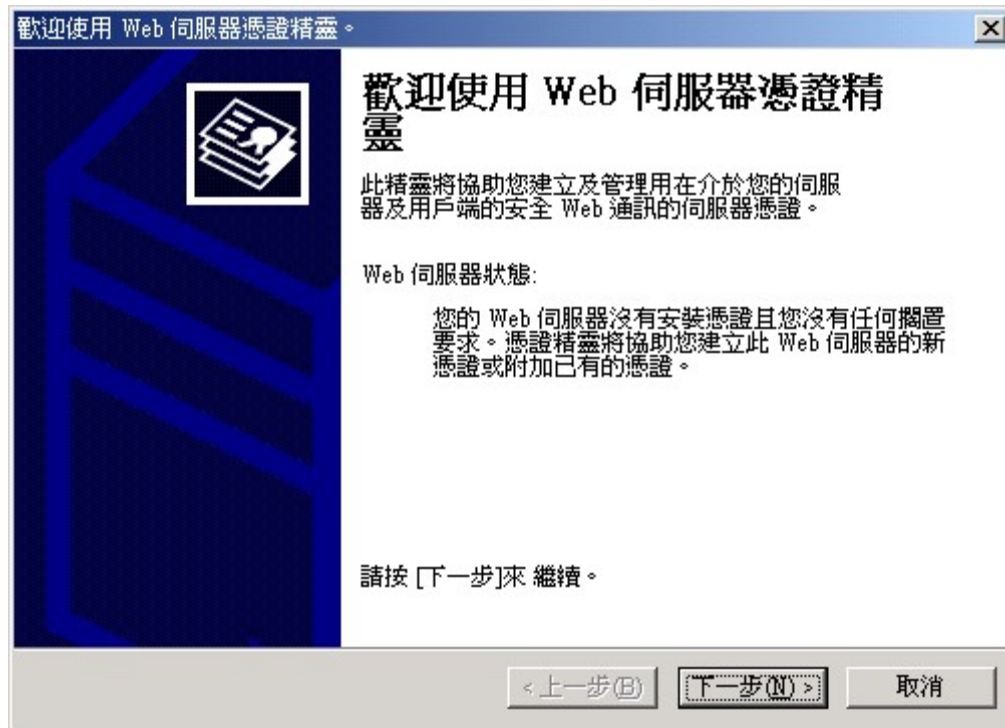 歡迎使用 Web 伺服器憑證精靈。
歡迎使用 Web 伺服器憑證精
靈
此精靈將協助您建立及管理用在介於您的伺服
器及用戶端的安全 Web 通訊的伺服器憑證。
Web 伺服器狀態:
您的 Web 伺服器沒有安裝憑證且您沒有任何擱置
要求。憑證精靈將協助您建立此 Web 伺服器的新
憑證或附加已有的憑證。
請按 [下一步]來 繼續。
< 上一步(B) 下一步(N) > 取消